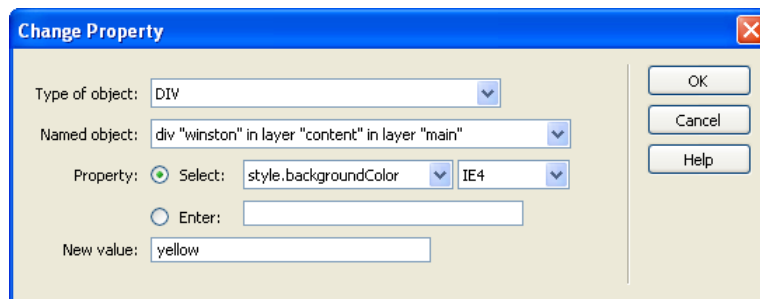 Change Property
Type of object: DIV OK
Named object: div "winston" in layer "content" in layer "main" Cancel
Property: Select: style.backgroundColor IE4 Help
Enter:
New value: yellow